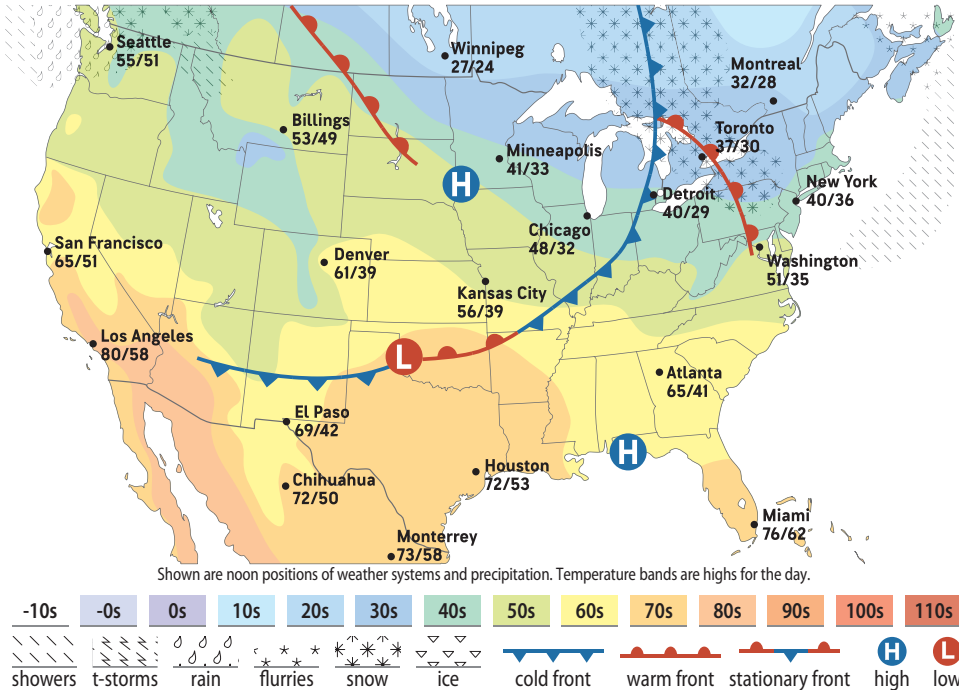 Seattle
55/51
Winnipeg
27/24
Montreal
32/28
Billings
53/49
Minneapolis
41/33
Toronto
37/30
H
New York
40/36
Detroit
40/29
Chicago
48/32
San Francisco
65/51
Denver
61/39
Washington
51/35
Kansas City
56/39
Los Angeles
80/58
L
Atlanta
65/41
El Paso
69/42
H
Houston
72/53
Chihuahua
72/50
Miami
76/62
Monterrey
73/58
Shown are noon positions of weather systems and precipitation. Temperature bands are highs for the day.
-10s -0s 0s 10s 20s 30s 40s 50s 60s 70s 80s 90s 100s 110s
H L
showers t-storms rain flurries snow ice cold front warm front stationary front high low